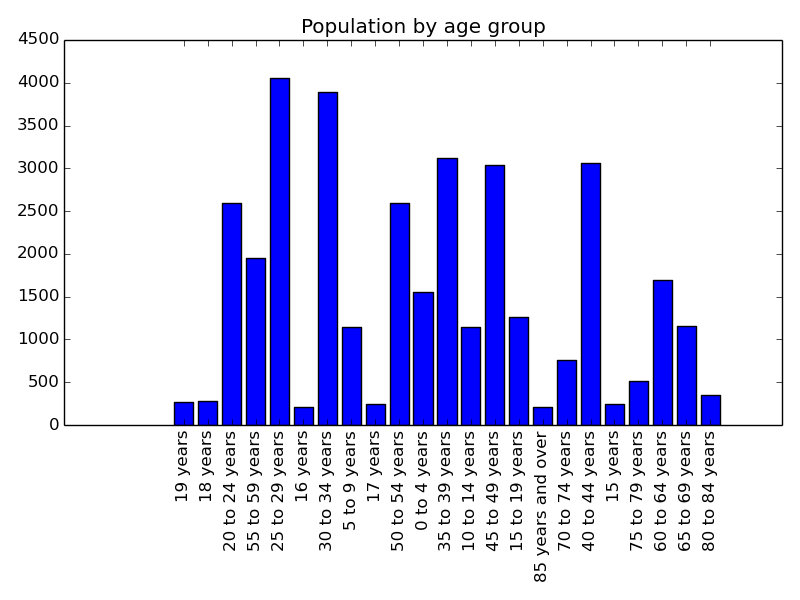 Population by age group
4500
4000
3500
3000
2500
2000
1500
1000
500
0
19 years
18 years
20 to 24 years
55 to 59 years
25 to 29 years
16 years
30 to 34 years
5 to 9 years
17 years
50 to 54 years
0 to 4 years
35 to 39 years
10 to 14 years
45 to 49 years
15 to 19 years
85 years and over
70 to 74 years
40 to 44 years
15 years
75 to 79 years
60 to 64 years
65 to 69 years
80 to 84 years